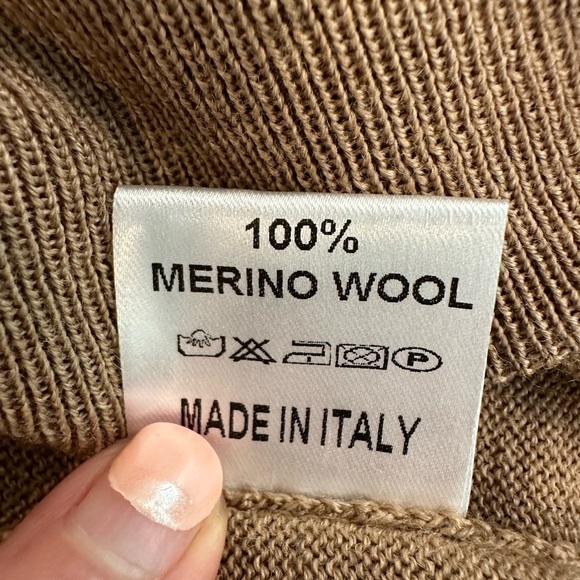 100%
MERINO WOOL
P
MADE IN ITALY